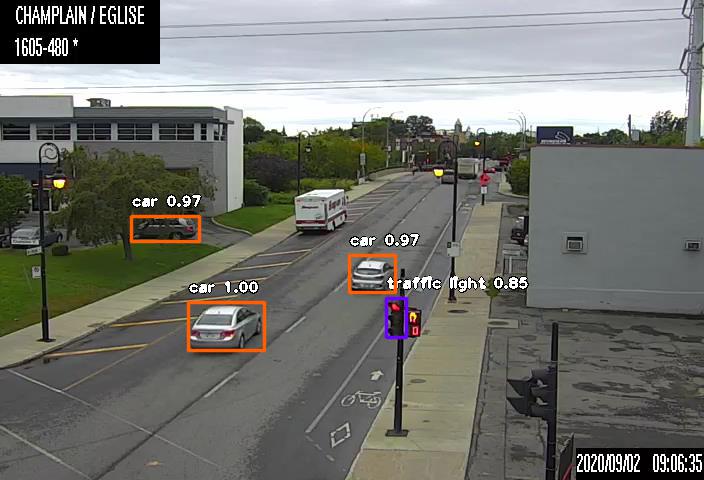 CHAMPLAIN / EGLISE
1605-480 *
car 0.97
car 0.97
car 1.00
traffic light 0.85
0
2020/09/02 09:06:35